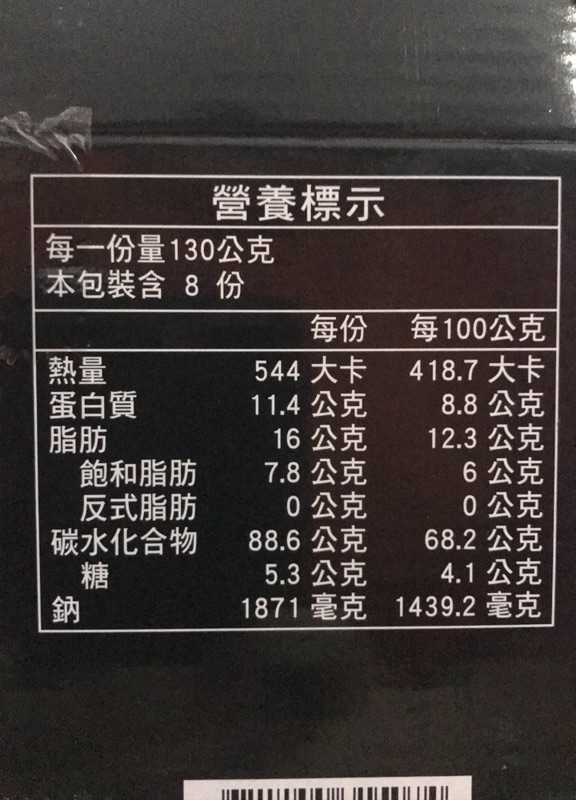 營養標示
每一份量130公克
本包裝含 8 份
每份 每100公克
熱量 544 大卡 418.7 大卡
蛋白質 11.4 公克 8.8 公克
脂肪 16 公克 12.3 公克
飽和脂肪 7.8 公克 6 公克
反式脂肪 0 公克 0 公克
碳水化合物 88.6 公克 68.2 公克
糖 5.3 公克 4.1 公克
鈉 1871 毫克 1439.2 毫克